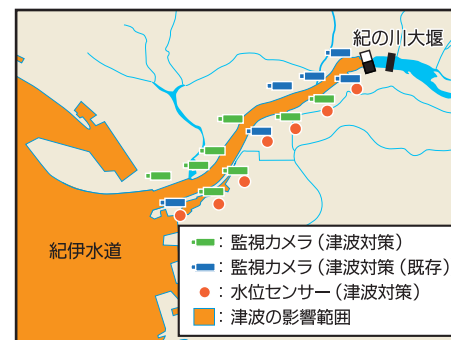 紀の川大堰
紀伊水道
：監視カメラ（津波対策）
：監視カメラ（津波対策（既存）
：水位センサー（津波対策）
：津波の影響範囲